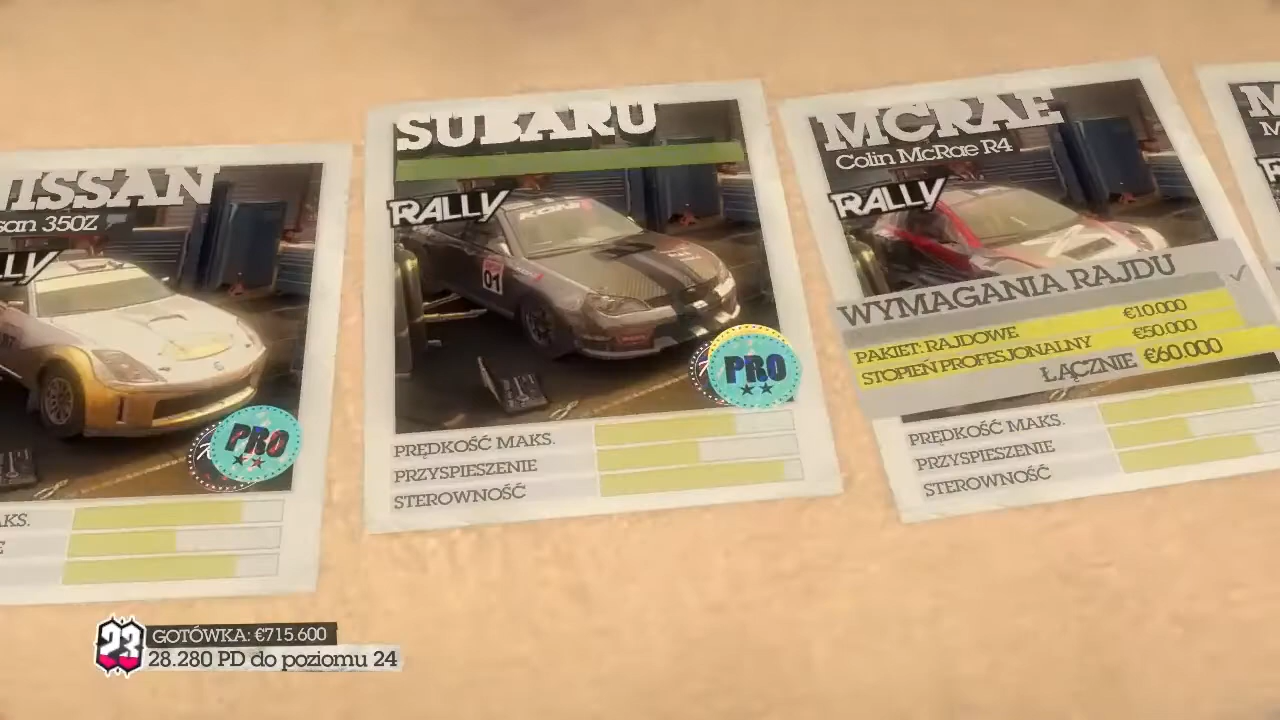 ISSAN
san 350Z
LLY
PRO
AKS.
SUBARU
RALLY
KONI
01
PRO
PRĘDKOŚĆ MAKS.
PRZYSPIESZENIE
STEROWNOŚĆ
MCRAE
Colin McRae R4
RALLY
WYMAGANIA RAJDU
PAKIET: RAJDOWE €10.000
STOPIEŃ PROFESJONALNY €50.000
ŁĄCZNIE €60.000
PRĘDKOŚĆ MAKS.
PRZYSPIESZENIE
STEROWNOŚĆ
M
M
R
23
GOTÓWKA: €715.600
28.280 PD do poziomu 24